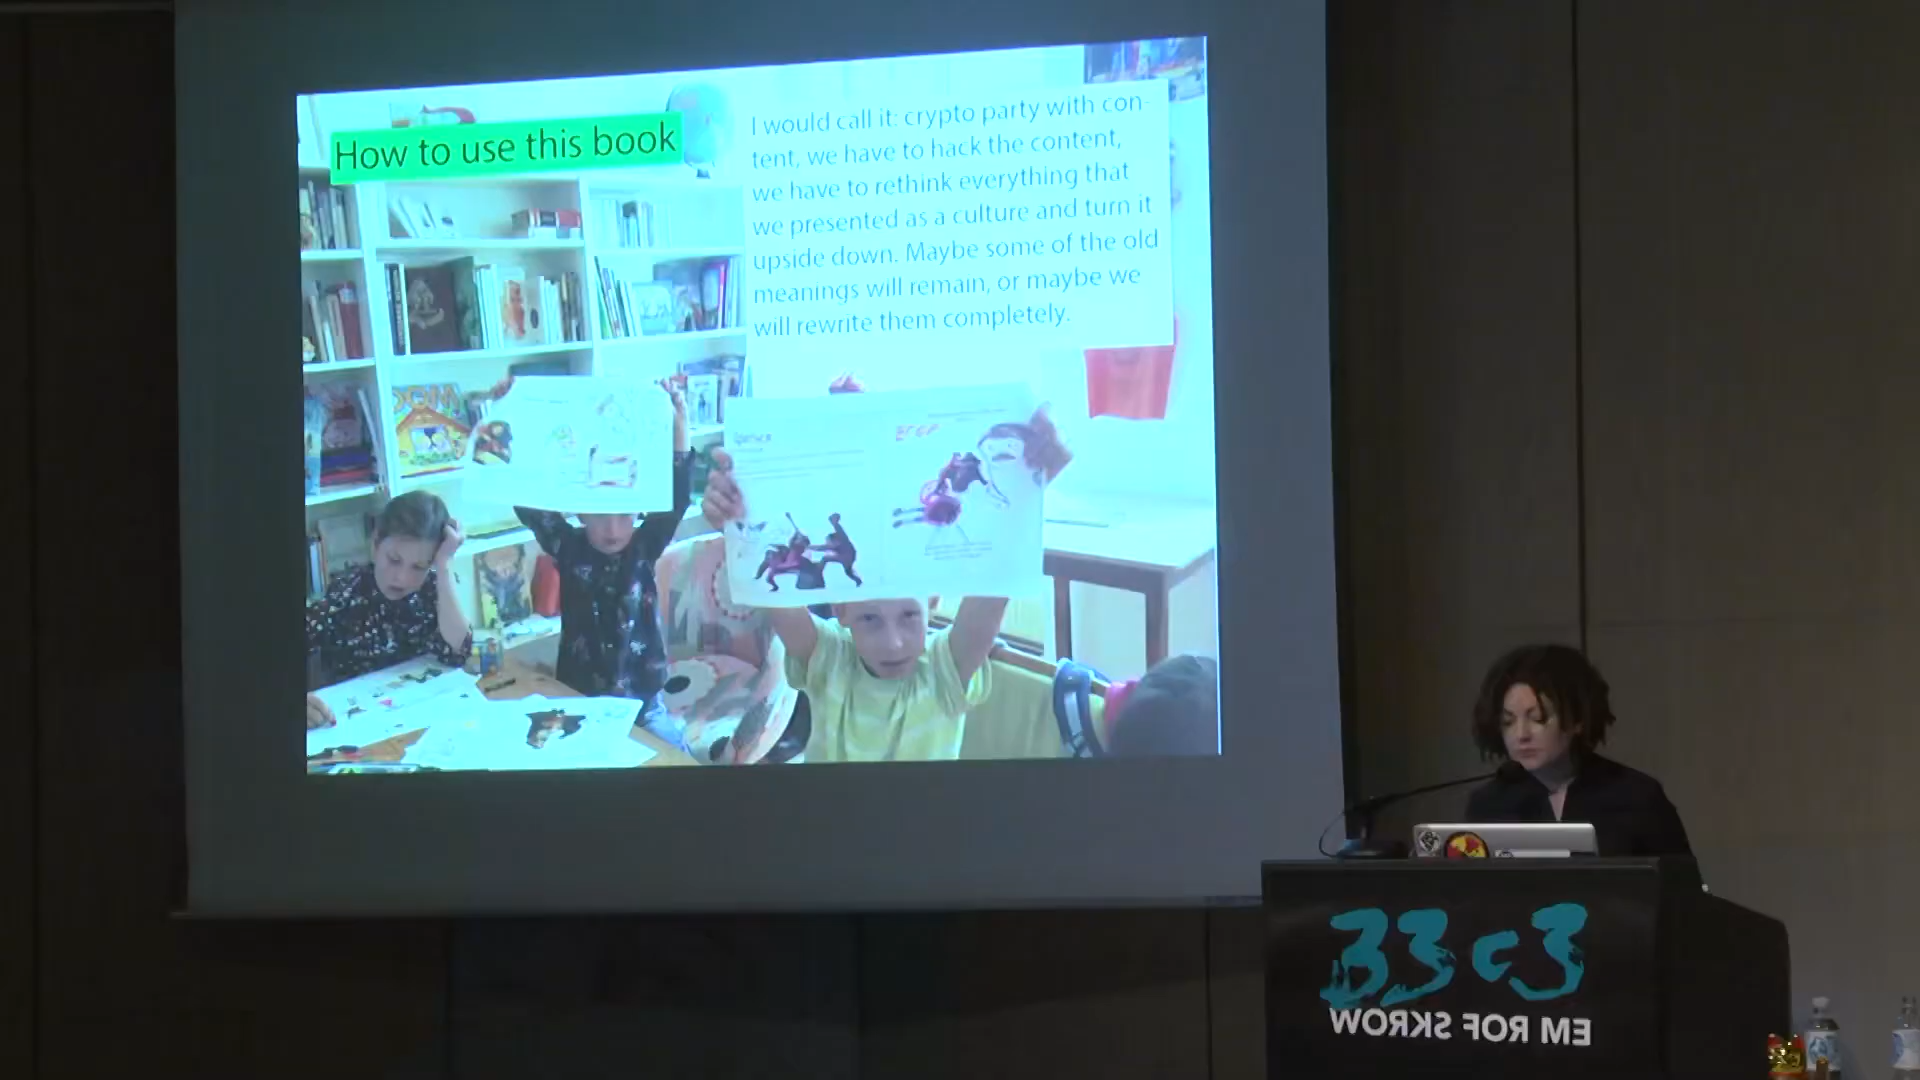 How to use this book
I would call it: crypto party with con-
tent, we have to hack the content,
we have to rethink everything that
we presented as a culture and turn it
upside down. Maybe some of the old
meanings will remain, or maybe we
will rewrite them completely.
33c3
WORKS FOR ME